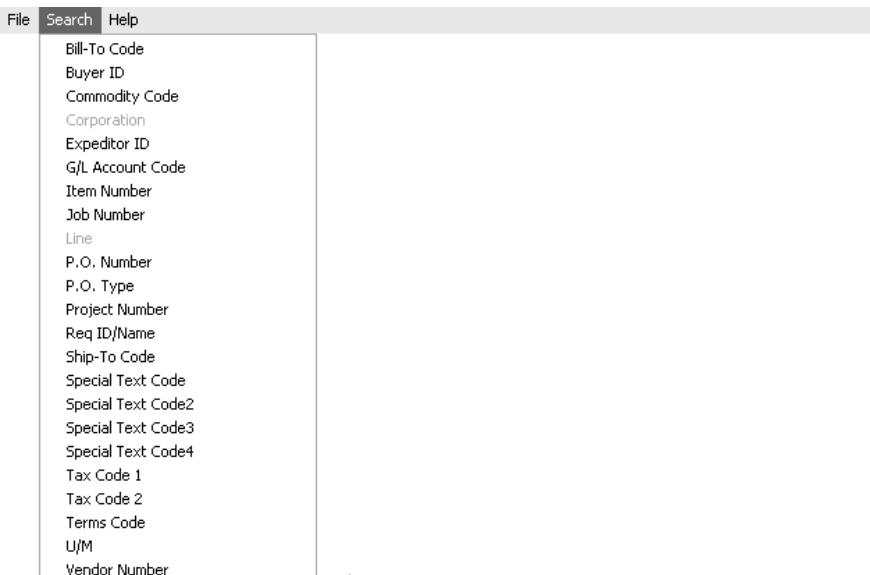 File Search Help
Bill-To Code
Buyer ID
Commodity Code
Corporation
Expeditor ID
G/L Account Code
Item Number
Job Number
Line
P.O. Number
P.O. Type
Project Number
Req ID/Name
Ship-To Code
Special Text Code
Special Text Code2
Special Text Code3
Special Text Code4
Tax Code 1
Tax Code 2
Terms Code
U/M
Vendor Number